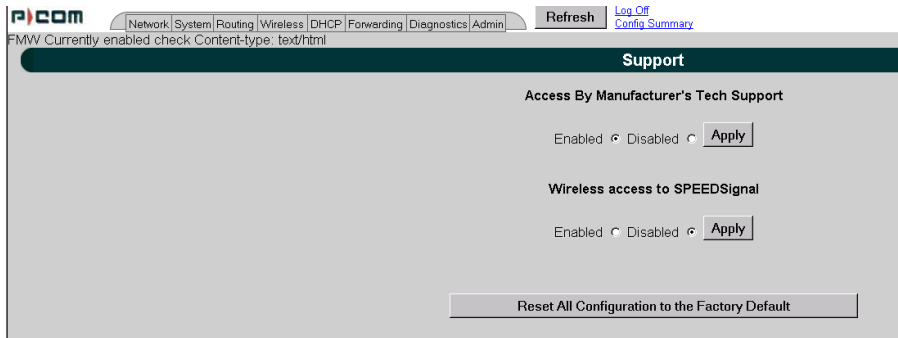 P)COM
Network System Routing Wireless DHCP Forwarding Diagnostics Admin Refresh Log Off
Config Summary
FMW Currently enabled check Content-type: text/html
Support
Access By Manufacturer's Tech Support
Enabled Disabled Apply
Wireless access to SPEEDSignal
Enabled Disabled Apply
Reset All Configuration to the Factory Default